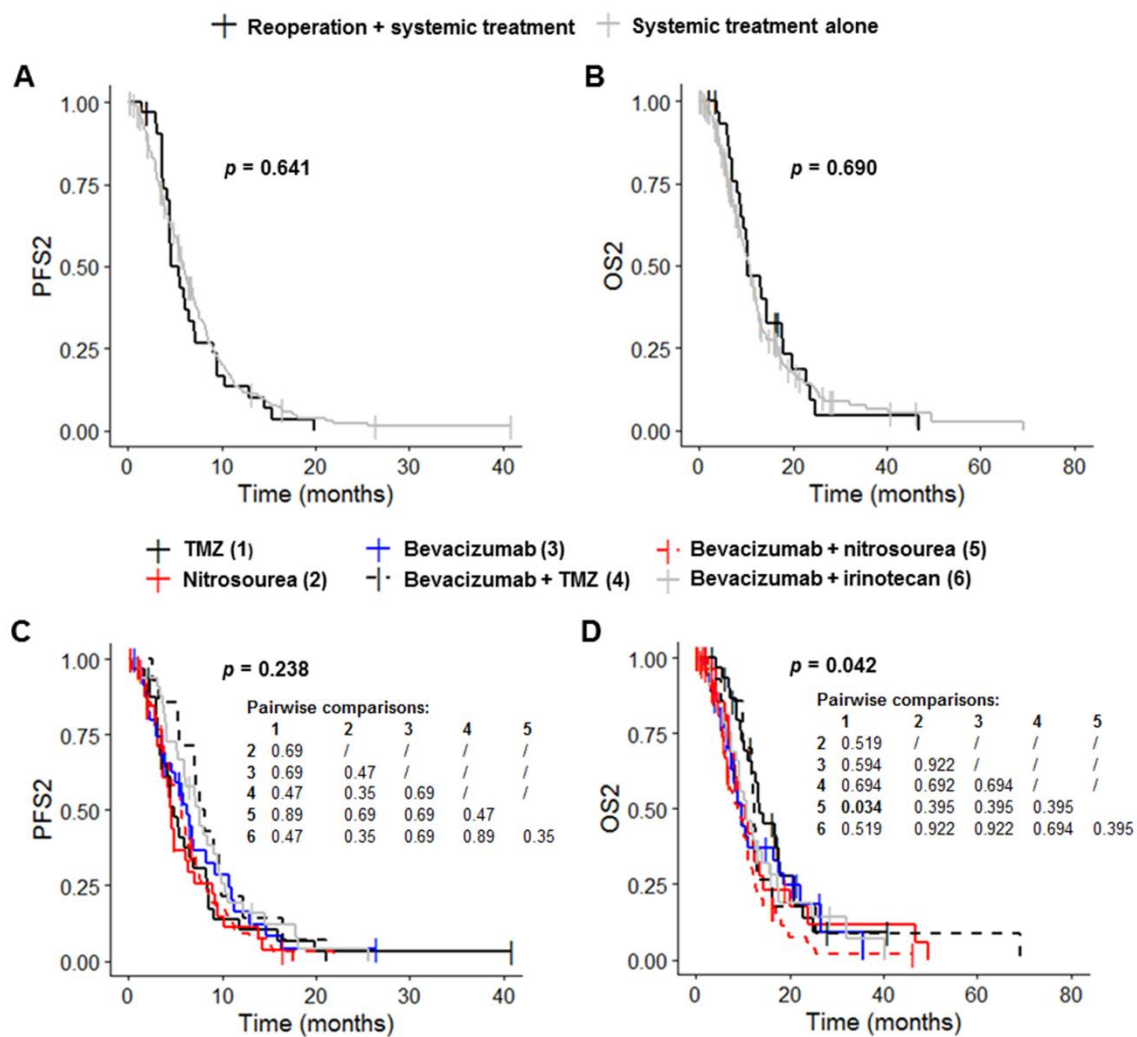 Reoperation + systemic treatment Systemic treatment alone
A B
1.00 0.75 0.50 0.25 0.00
PFS2
p = 0.641
0 10 20 30 40
Time (months)
1.00 0.75 0.50 0.25 0.00
OS2
p = 0.690
0 20 40 60 80
Time (months)
TMZ (1) Bevacizumab (3) Bevacizumab + nitrosourea (5)
Nitrosourea (2) Bevacizumab + TMZ (4) Bevacizumab + irinotecan (6)
C D
1.00 0.75 0.50 0.25 0.00
PFS2
p = 0.238
Pairwise comparisons:
1 2 3 4 5
2 0.69 / / / /
3 0.69 0.47 / / /
4 0.47 0.35 0.69 / /
5 0.89 0.69 0.69 0.47
6 0.47 0.35 0.69 0.89 0.35
0 10 20 30 40
Time (months)
1.00 0.75 0.50 0.25 0.00
OS2
p = 0.042
Pairwise comparisons:
1 2 3 4 5
2 0.519 / / / /
3 0.594 0.922 / / /
4 0.694 0.692 0.694 / /
5 0.034 0.395 0.395 0.395
6 0.519 0.922 0.922 0.694 0.395
0 20 40 60 80
Time (months)